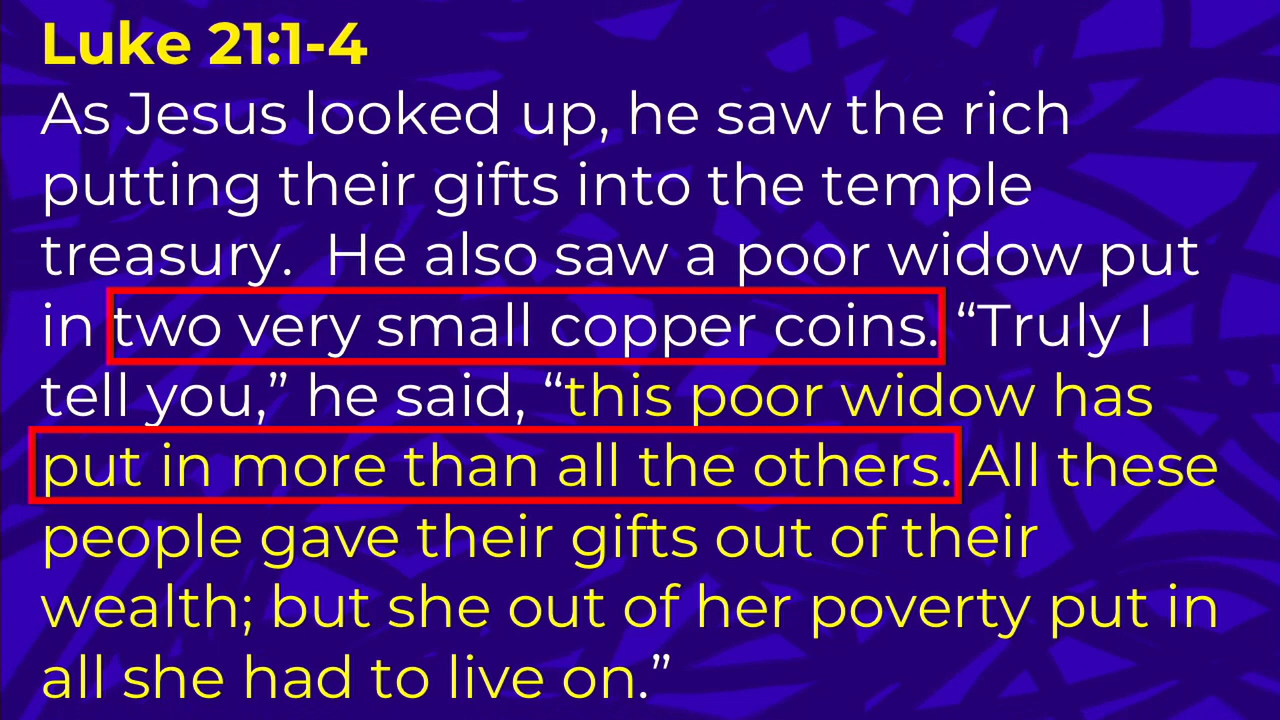 Luke 21:1-4
As Jesus looked up, he saw the rich
putting their gifts into the temple
treasury.  He also saw a poor widow put
in two very small copper coins. “Truly I
tell you,” he said, “this poor widow has
put in more than all the others. All these
people gave their gifts out of their
wealth; but she out of her poverty put in
all she had to live on.”